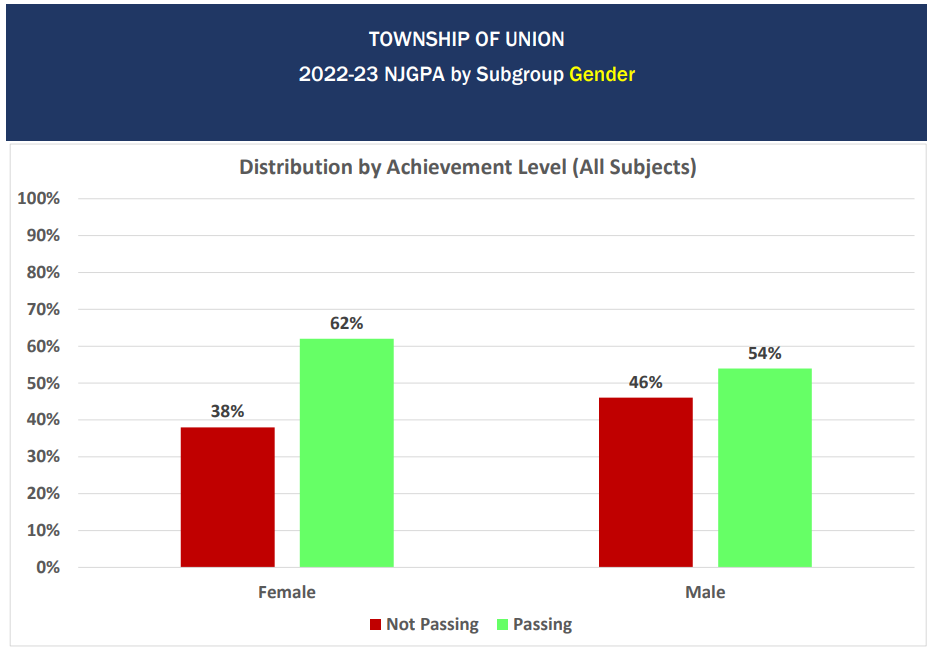 TOWNSHIP OF UNION
2022-23 NJGPA by Subgroup Gender
Distribution by Achievement Level (All Subjects)
100%
90%
80%
70%
60%
50%
40%
30%
20%
10%
0%
38%
62%
46%
54%
Female
Male
Not Passing
Passing